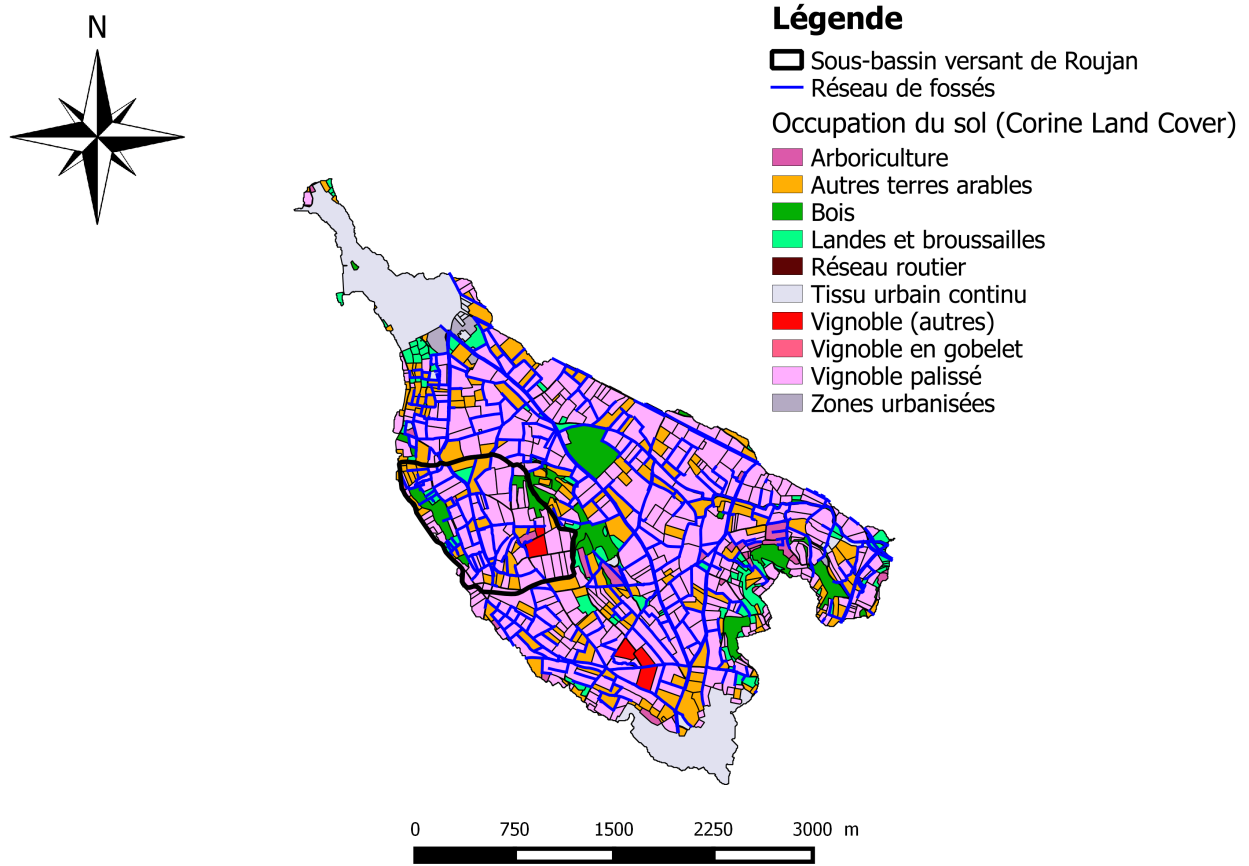 N
Légende
Sous-bassin versant de Roujan
Réseau de fossés
Occupation du sol (Corine Land Cover)
Arboriculture
Autres terres arables
Bois
Landes et broussailles
Réseau routier
Tissu urbain continu
Vignoble (autres)
Vignoble en gobelet
Vignoble palissé
Zones urbanisées
0 750 1500 2250 3000 m